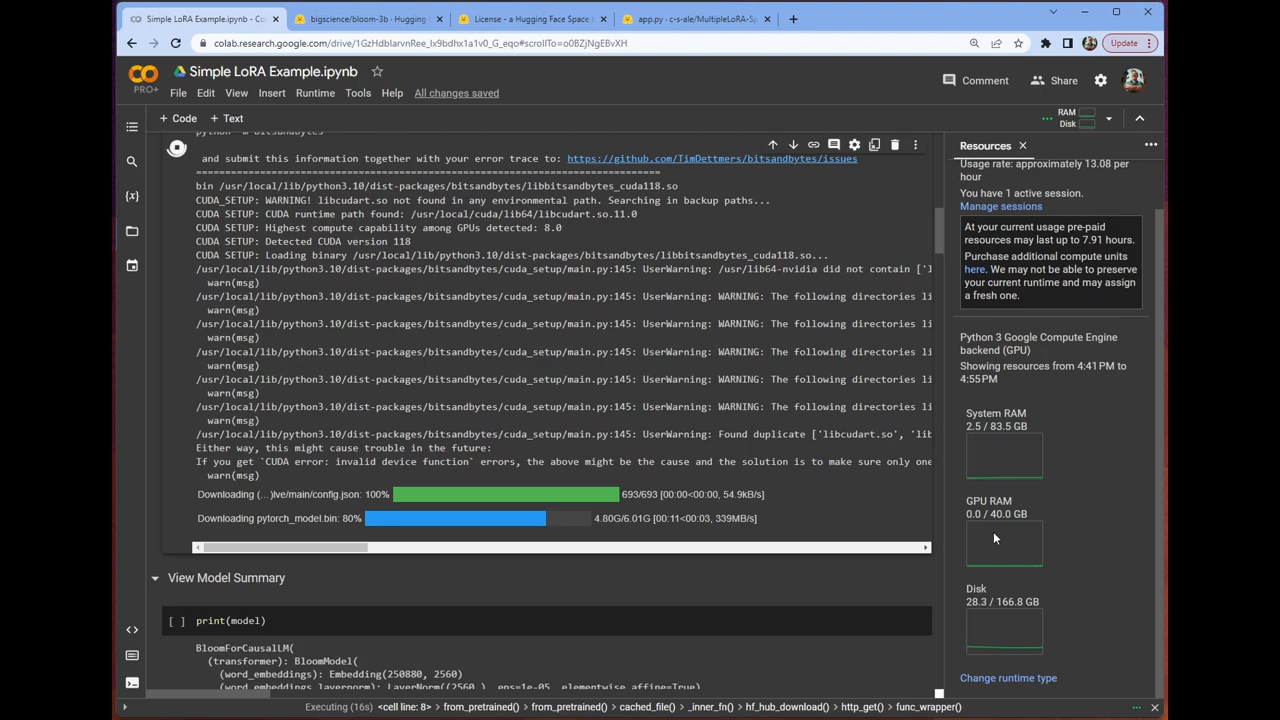 Simple LoRA Example.ipynb - Co
bigscience/bloom-3b · Hugging
License - a Hugging Face Space
app.py · c-s-ale/MultipleLoRA-Sp
colab.research.google.com/drive/1GzHdbIarvnRee_Ix9bdhx1a1v0_G_eqo#scrollTo=o0BZjNgEBvXH
Update
PRO+
Simple LoRA Example.ipynb
File Edit View Insert Runtime Tools Help All changes saved
Comment
Share
+ Code + Text
RAM
Disk
python -m bitsandbytes
and submit this information together with your error trace to: https://github.com/TimDettmers/bitsandbytes/issues
================================================================================
bin /usr/local/lib/python3.10/dist-packages/bitsandbytes/libbitsandbytes_cuda118.so
CUDA_SETUP: WARNING! libcudart.so not found in any environmental path. Searching in backup paths...
CUDA SETUP: CUDA runtime path found: /usr/local/cuda/lib64/libcudart.so.11.0
CUDA SETUP: Highest compute capability among GPUs detected: 8.0
CUDA SETUP: Detected CUDA version 118
CUDA SETUP: Loading binary /usr/local/lib/python3.10/dist-packages/bitsandbytes/libbitsandbytes_cuda118.so...
/usr/local/lib/python3.10/dist-packages/bitsandbytes/cuda_setup/main.py:145: UserWarning: /usr/lib64-nvidia did not contain ['l
warn(msg)
/usr/local/lib/python3.10/dist-packages/bitsandbytes/cuda_setup/main.py:145: UserWarning: WARNING: The following directories li
warn(msg)
/usr/local/lib/python3.10/dist-packages/bitsandbytes/cuda_setup/main.py:145: UserWarning: WARNING: The following directories li
warn(msg)
/usr/local/lib/python3.10/dist-packages/bitsandbytes/cuda_setup/main.py:145: UserWarning: WARNING: The following directories li
warn(msg)
/usr/local/lib/python3.10/dist-packages/bitsandbytes/cuda_setup/main.py:145: UserWarning: WARNING: The following directories li
warn(msg)
/usr/local/lib/python3.10/dist-packages/bitsandbytes/cuda_setup/main.py:145: UserWarning: WARNING: The following directories li
warn(msg)
/usr/local/lib/python3.10/dist-packages/bitsandbytes/cuda_setup/main.py:145: UserWarning: Found duplicate ['libcudart.so', 'lib
Either way, this might cause trouble in the future:
If you get `CUDA error: invalid device function` errors, the above might be the cause and the solution is to make sure only one
warn(msg)
Downloading (…)lve/main/config.json: 100% 693/693 [00:00<00:00, 54.9kB/s]
Downloading pytorch_model.bin: 80% 4.80G/6.01G [00:11<00:03, 339MB/s]
View Model Summary
[ ] print(model)
BloomForCausalLM(
(transformer): BloomModel(
(word_embeddings): Embedding(250880, 2560)
(word_embeddings_layernorm): LayerNorm((2560,), eps=1e-05, elementwise_affine=True)
Resources
Usage rate: approximately 13.08 per
hour
You have 1 active session.
Manage sessions
At your current usage pre-paid
resources may last up to 7.91 hours.
Purchase additional compute units
here. We may not be able to preserve
your current runtime and may assign
a fresh one.
Python 3 Google Compute Engine
backend (GPU)
Showing resources from 4:41 PM to
4:55 PM
System RAM
2.5 / 83.5 GB
GPU RAM
0.0 / 40.0 GB
Disk
28.3 / 166.8 GB
Change runtime type
Executing (16s) <cell line: 8> from_pretrained() from_pretrained() cached_file() _inner_fn() hf_hub_download() http_get() func_wrapper()